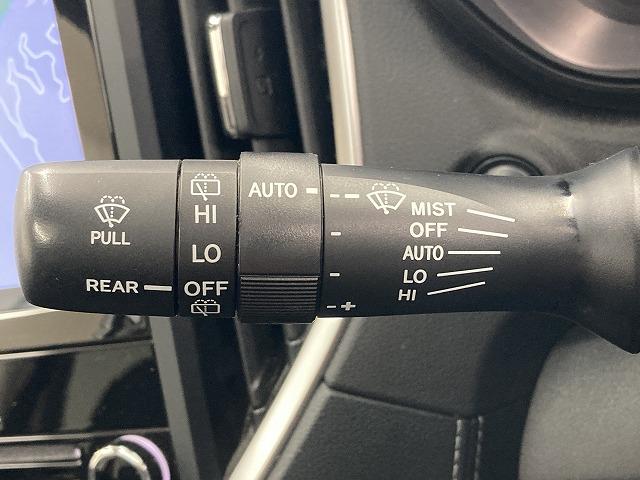 PULL
REAR
HI
LO
OFF
AUTO
- +
MIST
OFF
AUTO
LO
HI